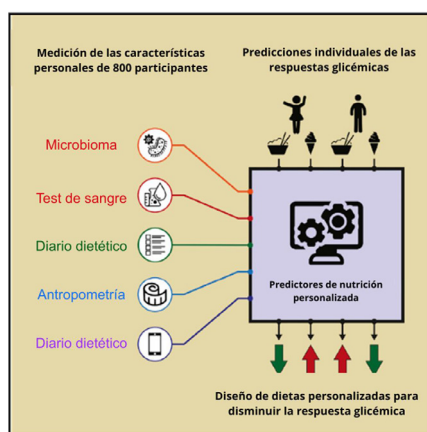 Medición de las características
personales de 800 participantes
Predicciones individuales de las
respuestas glicémicas
Microbioma
Test de sangre
Diario dietético
Antropometría
Diario dietético
Predictores de nutrición
personalizada
Diseño de dietas personalizadas para
disminuir la respuesta glicémica